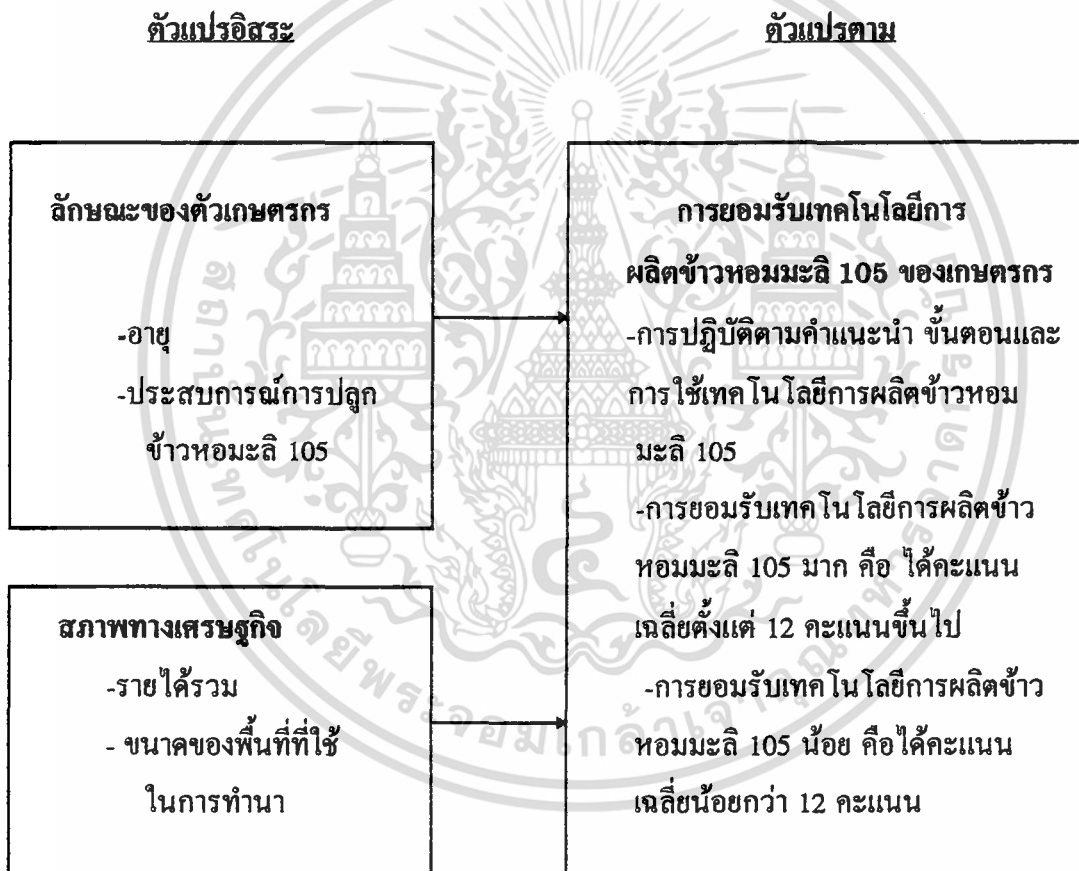 ตัวแปรอิสระ
ตัวแปรตาม
ลักษณะของตัวเกษตรกร
-อายุ
-ประสบการณ์การปลูก
ข้าวหอมะลิ 105
สภาพทางเศรษฐกิจ
-รายได้รวม
- ขนาดของพื้นที่ที่ใช้
ในการทำนา
การยอมรับเทคโนโลยีการ
ผลิตข้าวหอมมะลิ 105 ของเกษตรกร
-การปฏิบัติตามคำแนะนำ ขั้นตอนและ
การใช้เทคโนโลยีการผลิตข้าวหอม
มะลิ 105
-การยอมรับเทคโนโลยีการผลิตข้าว
หอมมะลิ 105 มาก คือ ได้คะแนน
เฉลี่ยตั้งแต่ 12 คะแนนขึ้นไป
-การยอมรับเทคโนโลยีการผลิตข้าว
หอมมะลิ 105 น้อย คือได้คะแนน
เฉลี่ยน้อยกว่า 12 คะแนน